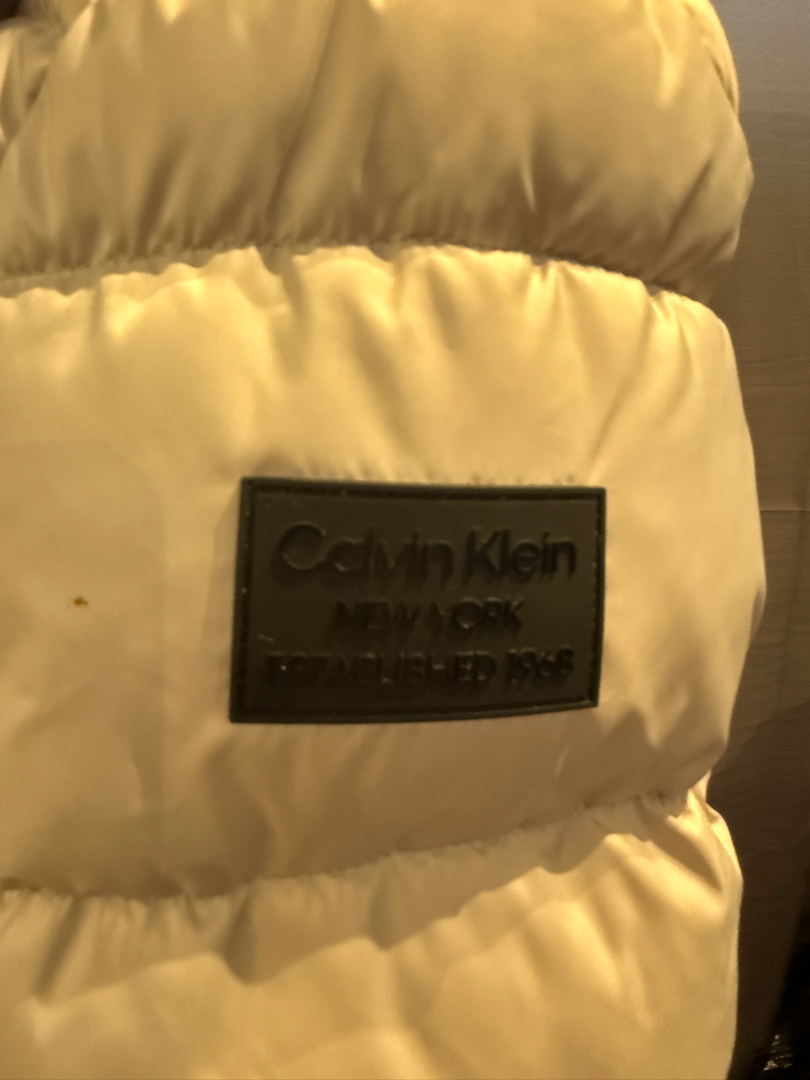 Calvin Klein
NEW YORK
ESTABLISHED 1968